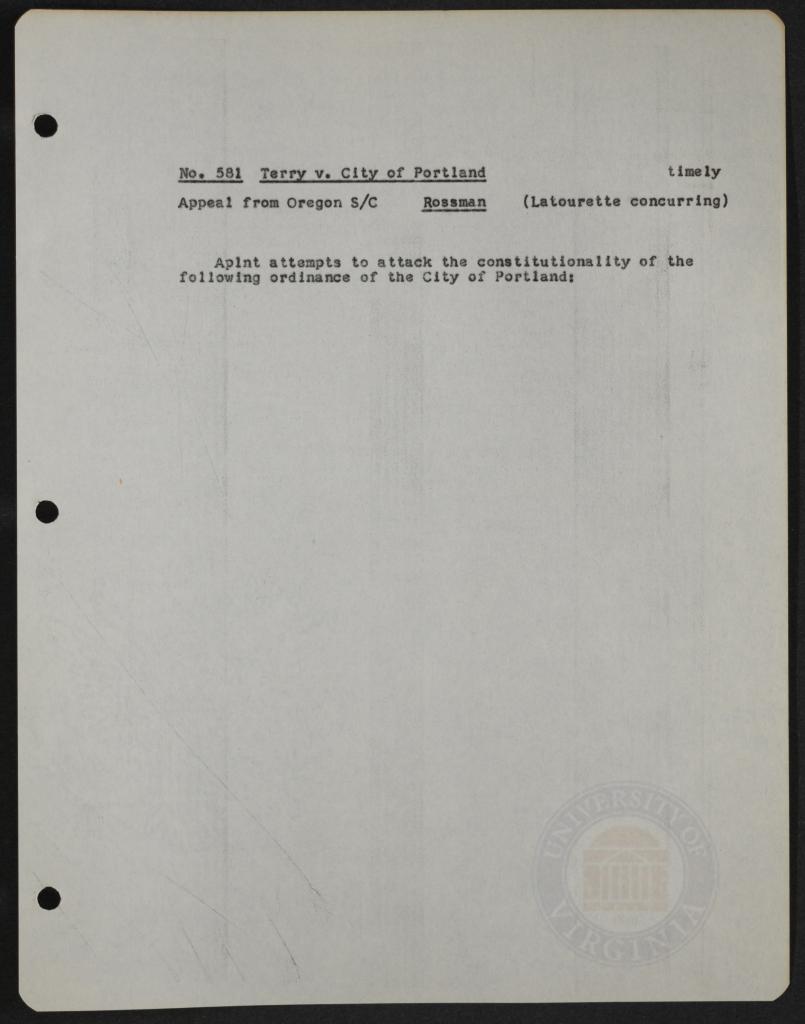 No. 581 Terry v. City of Portland timely
Appeal from Oregon S/C Rossman (Latourette concurring)
Aplnt attempts to attack the constitutionality of the
following ordinance of the City of Portland:
UNIVERSITY OF
VIRGINIA